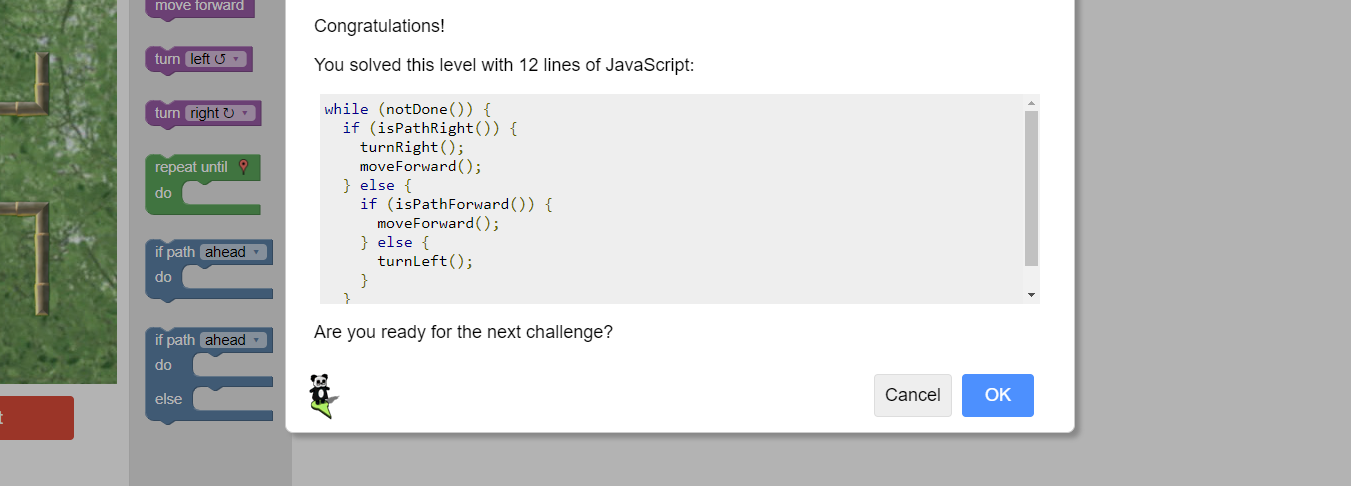 move forward
turn left ↺ ▾
turn right ↻ ▾
repeat until
do
if path ahead ▾
do
if path ahead ▾
do
else
Congratulations!
You solved this level with 12 lines of JavaScript:
while (notDone()) {
  if (isPathRight()) {
    turnRight();
    moveForward();
  } else {
    if (isPathForward()) {
      moveForward();
    } else {
      turnLeft();
    }
  }
Are you ready for the next challenge?
Cancel
OK